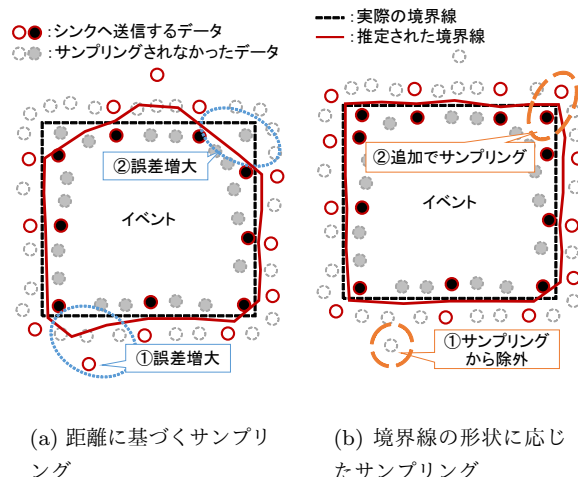 ：シンクへ送信するデータ
：サンプリングされなかったデータ
②誤差増大
イベント
①誤差増大
(a) 距離に基づくサンプリ
ング
：実際の境界線
：推定された境界線
②追加でサンプリング
イベント
①サンプリング
から除外
(b) 境界線の形状に応じ
たサンプリング